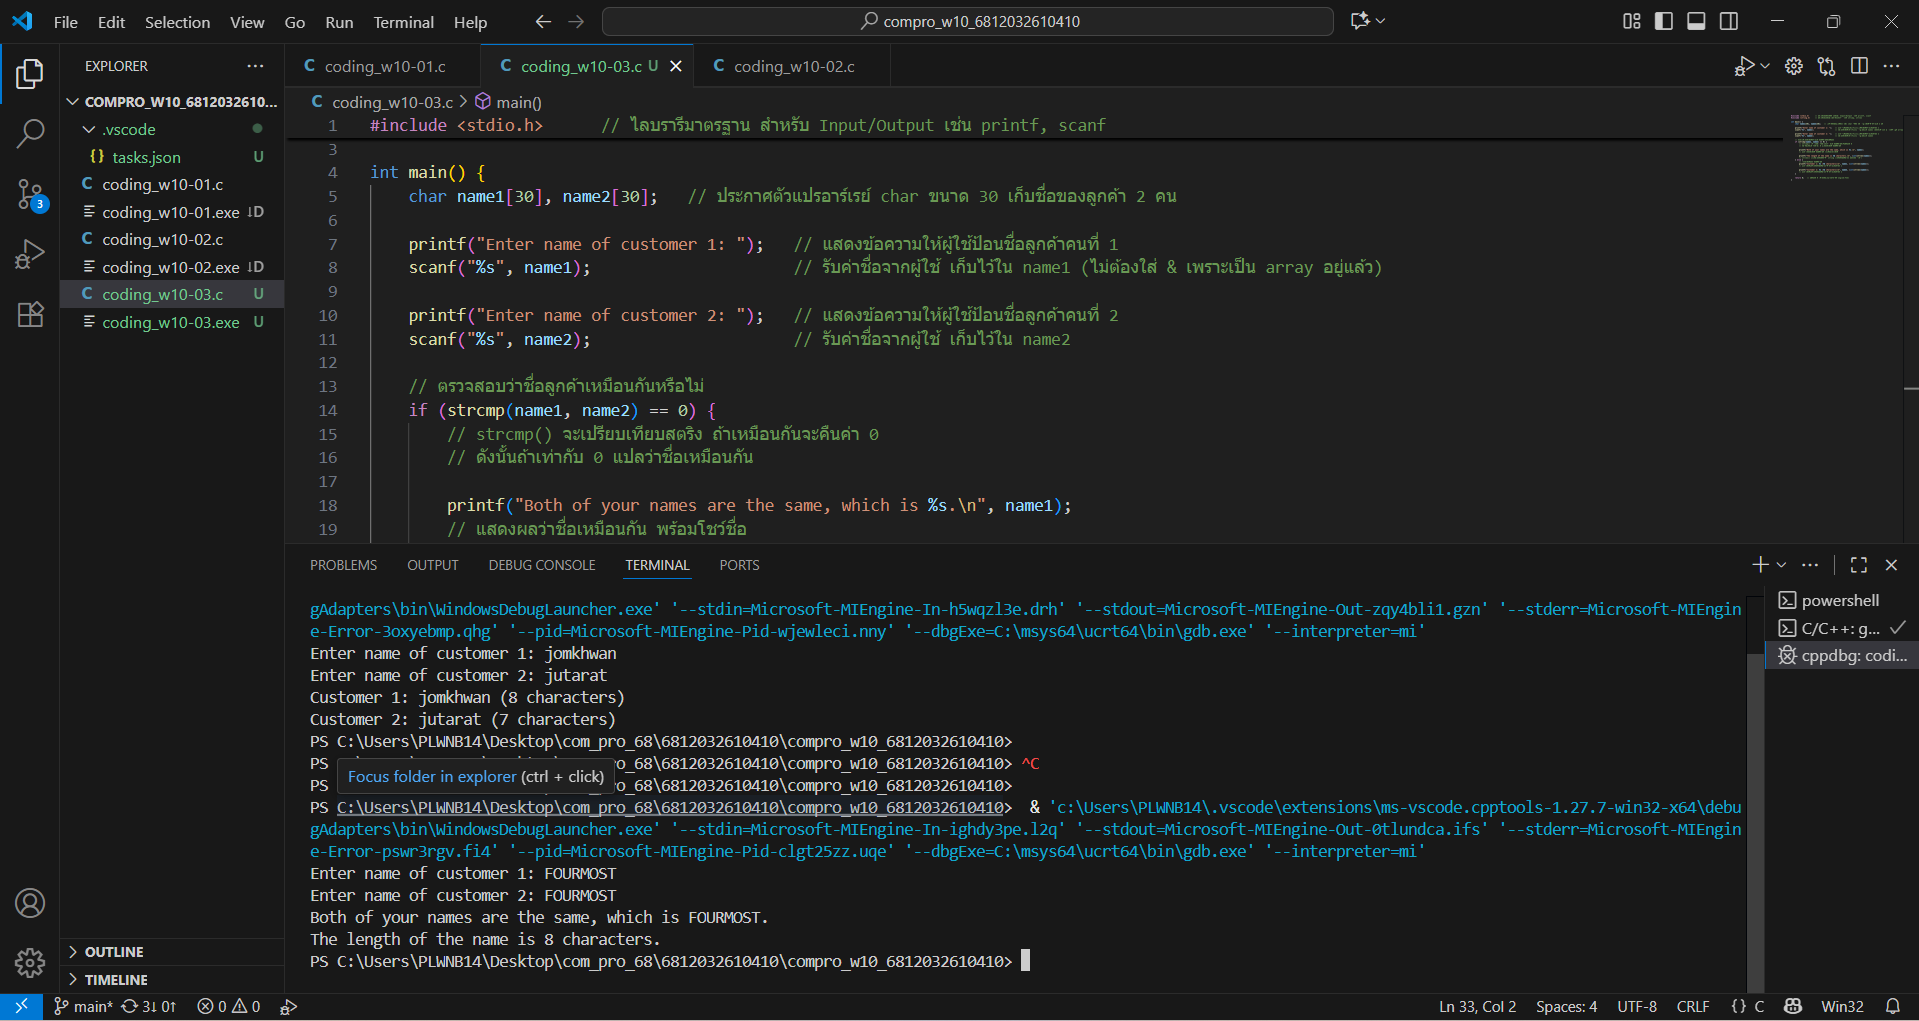 File Edit Selection View Go Run Terminal Help
compro_w10_6812032610410
EXPLORER
COMPRO_W10_6812032610...
.vscode
tasks.json U
coding_w10-01.c
coding_w10-01.exe ↓D
coding_w10-02.c
coding_w10-02.exe ↓D
coding_w10-03.c U
coding_w10-03.exe U
3
OUTLINE
TIMELINE
coding_w10-01.c
coding_w10-03.c U
coding_w10-02.c
coding_w10-03.c > main()
1 #include <stdio.h> // ไลบรารีมาตรฐาน สำหรับ Input/Output เช่น printf, scanf
3
4 int main() {
5 char name1[30], name2[30]; // ประกาศตัวแปรอาร์เรย์ char ขนาด 30 เก็บชื่อของลูกค้า 2 คน
6
7 printf("Enter name of customer 1: "); // แสดงข้อความให้ผู้ใช้ป้อนชื่อลูกค้าคนที่ 1
8 scanf("%s", name1); // รับค่าชื่อจากผู้ใช้ เก็บไว้ใน name1 (ไม่ต้องใส่ & เพราะเป็น array อยู่แล้ว)
9
10 printf("Enter name of customer 2: "); // แสดงข้อความให้ผู้ใช้ป้อนชื่อลูกค้าคนที่ 2
11 scanf("%s", name2); // รับค่าชื่อจากผู้ใช้ เก็บไว้ใน name2
12
13 // ตรวจสอบว่าชื่อลูกค้าเหมือนกันหรือไม่
14 if (strcmp(name1, name2) == 0) {
15 // strcmp() จะเปรียบเทียบสตริง ถ้าเหมือนกันจะคืนค่า 0
16 // ดังนั้นถ้าเท่ากับ 0 แปลว่าชื่อเหมือนกัน
17
18 printf("Both of your names are the same, which is %s.\n", name1);
19 // แสดงผลว่าชื่อเหมือนกัน พร้อมโชว์ชื่อ
PROBLEMS OUTPUT DEBUG CONSOLE TERMINAL PORTS
gAdapters\bin\WindowsDebugLauncher.exe' '--stdin=Microsoft-MIEngine-In-h5wqzl3e.drh' '--stdout=Microsoft-MIEngine-Out-zqy4bli1.gzn' '--stderr=Microsoft-MIEngin
e-Error-3oxyebmp.qhg' '--pid=Microsoft-MIEngine-Pid-wjewleci.nny' '--dbgExe=C:\msys64\ucrt64\bin\gdb.exe' '--interpreter=mi'
Enter name of customer 1: jomkhwan
Enter name of customer 2: jutarat
Customer 1: jomkhwan (8 characters)
Customer 2: jutarat (7 characters)
PS C:\Users\PLWNB14\Desktop\com_pro_68\6812032610410\compro_w10_6812032610410>
PS p_68\6812032610410\compro_w10_6812032610410> ^C
Focus folder in explorer (ctrl + click)
PS o_68\6812032610410\compro_w10_6812032610410>
PS C:\Users\PLWNB14\Desktop\com_pro_68\6812032610410\compro_w10_6812032610410> & 'c:\Users\PLWNB14\.vscode\extensions\ms-vscode.cpptools-1.27.7-win32-x64\debu
gAdapters\bin\WindowsDebugLauncher.exe' '--stdin=Microsoft-MIEngine-In-ighdy3pe.l2q' '--stdout=Microsoft-MIEngine-Out-0tlundca.ifs' '--stderr=Microsoft-MIEngin
e-Error-pswr3rgv.fi4' '--pid=Microsoft-MIEngine-Pid-clgt25zz.uqe' '--dbgExe=C:\msys64\ucrt64\bin\gdb.exe' '--interpreter=mi'
Enter name of customer 1: FOURMOST
Enter name of customer 2: FOURMOST
Both of your names are the same, which is FOURMOST.
The length of the name is 8 characters.
PS C:\Users\PLWNB14\Desktop\com_pro_68\6812032610410\compro_w10_6812032610410>
powershell
C/C++: g...
cppdbg: codi...
main* 3↓ 0↑ 0 0
Ln 33, Col 2 Spaces: 4 UTF-8 CRLF {} C Win32